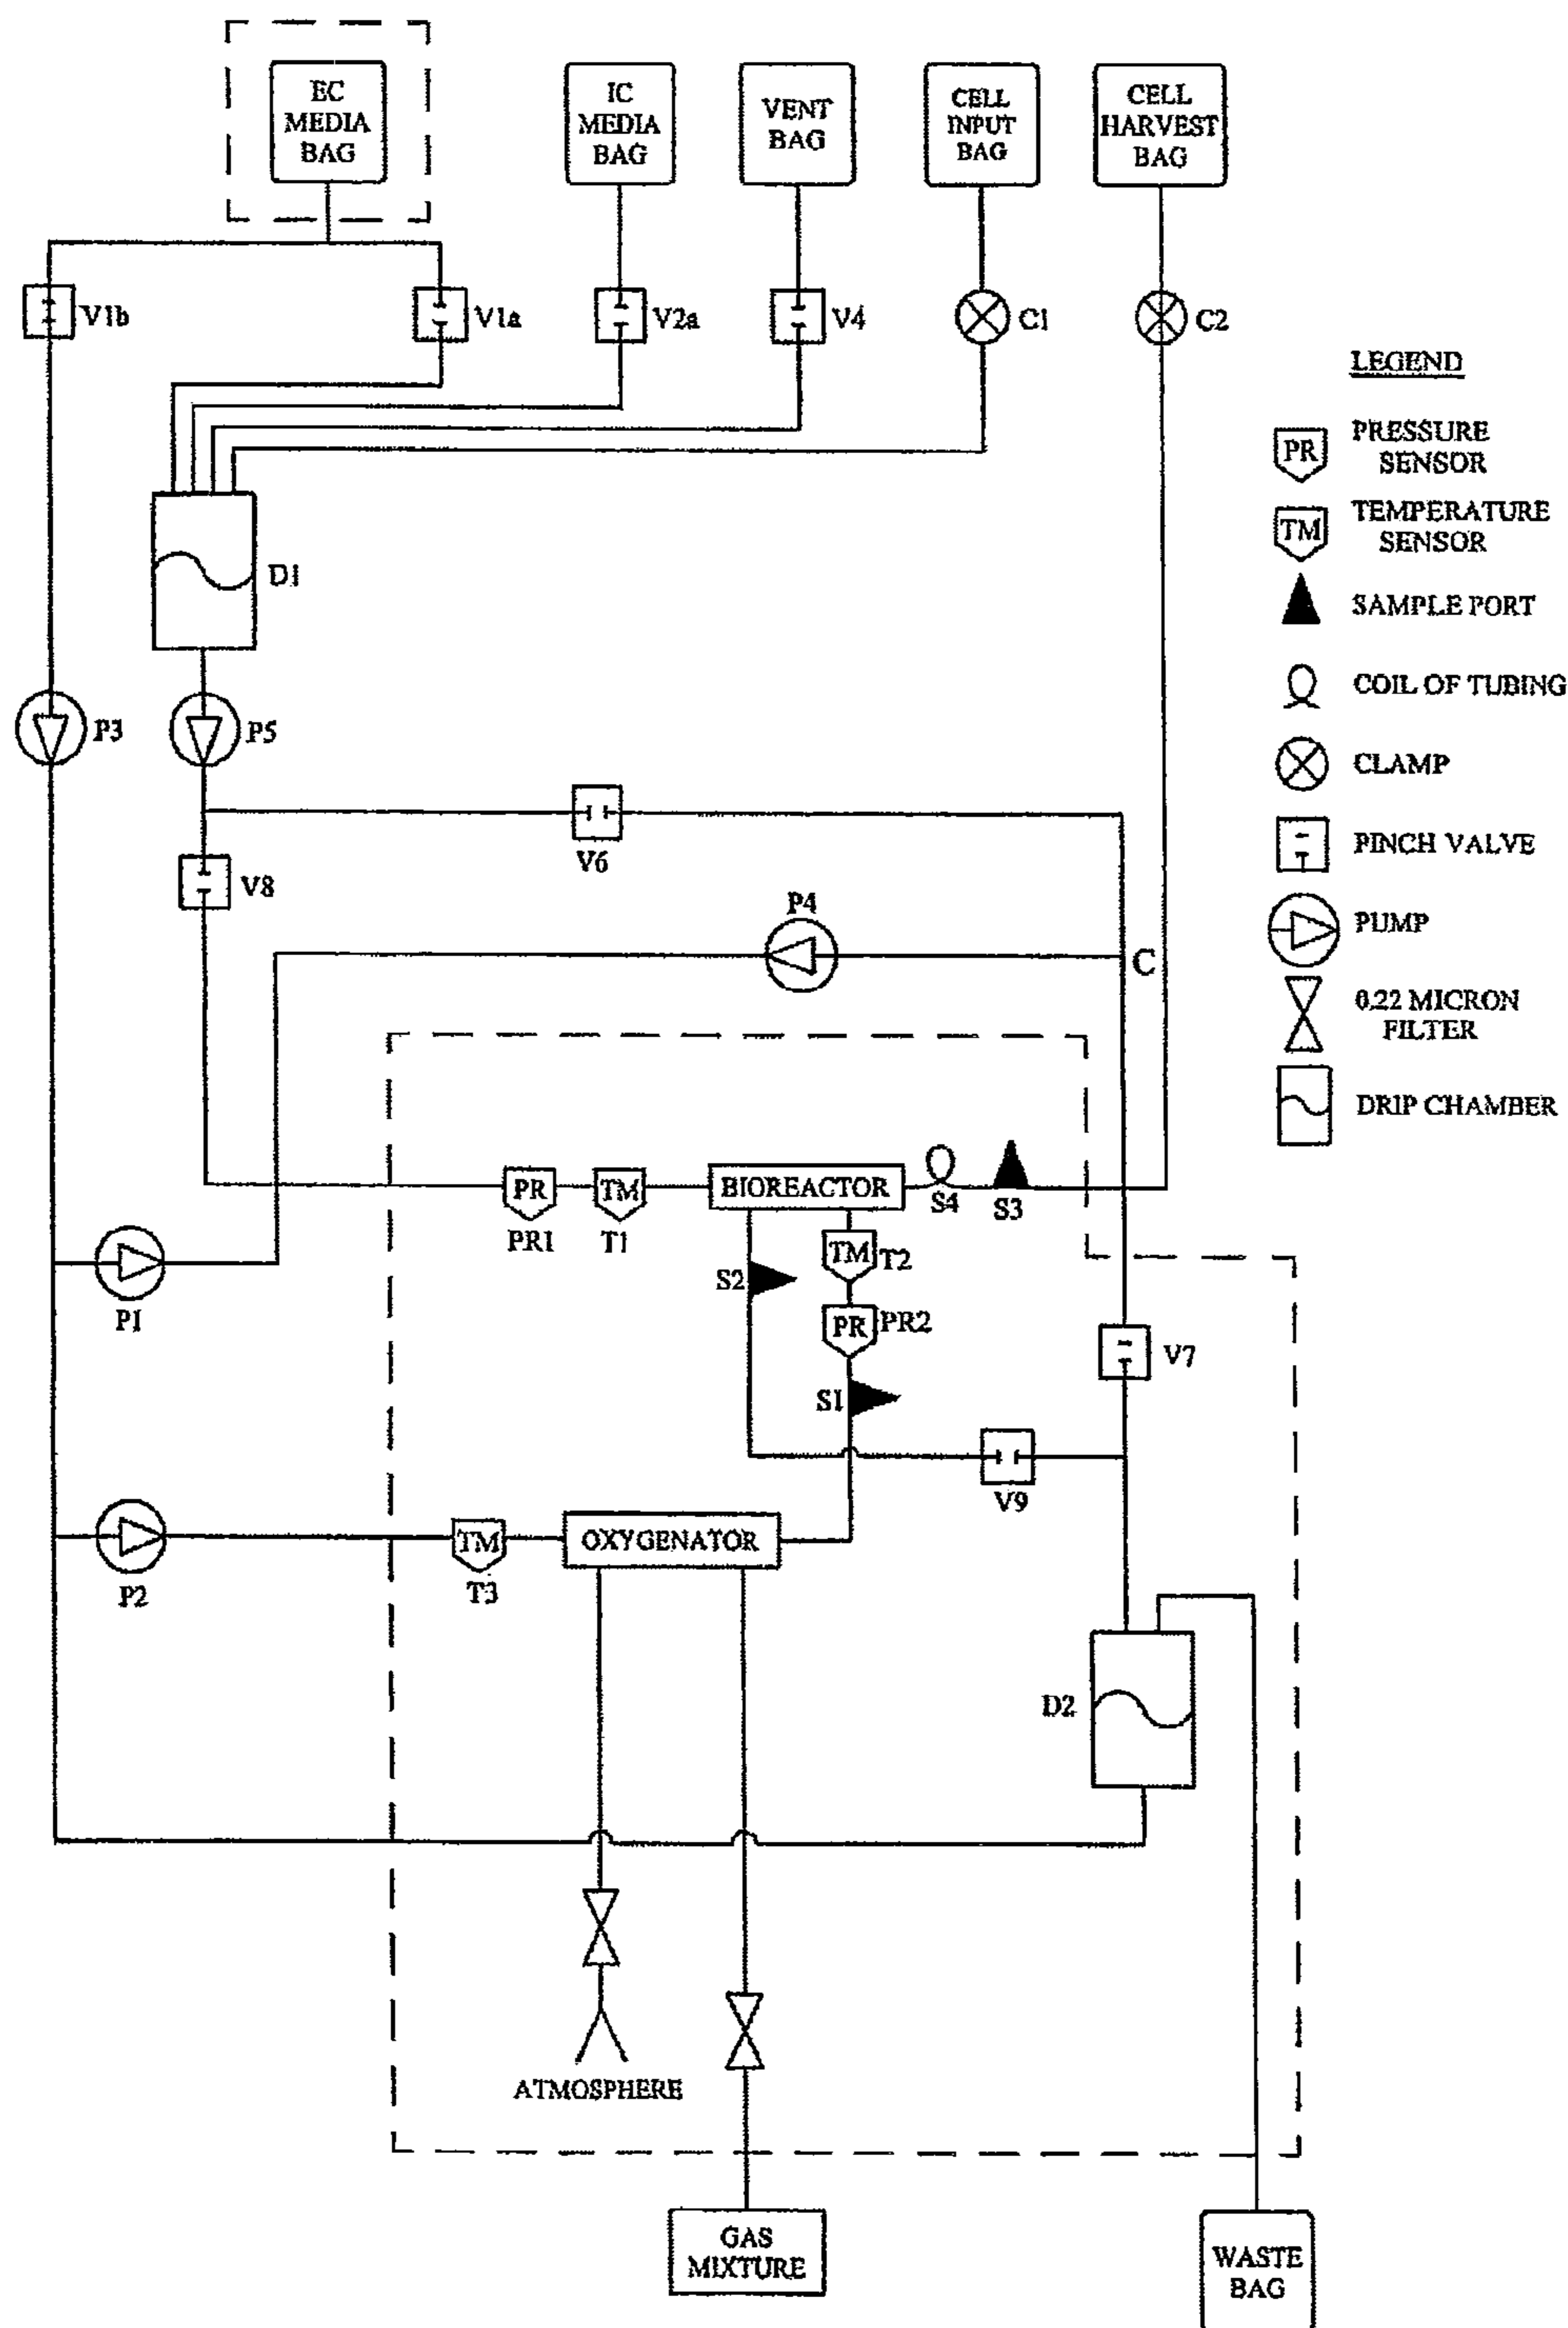 EC
MEDIA
BAG
IC
MEDIA
BAG
VENT
BAG
CELL
INPUT
BAG
CELL
HARVEST
BAG
V1b
V1a
V2a
V4
C1
C2
LEGEND
PR
PRESSURE
SENSOR
TM
TEMPERATURE
SENSOR
SAMPLE PORT
COIL OF TUBING
CLAMP
PINCH VALVE
PUMP
0.22 MICRON
FILTER
DRIP CHAMBER
D1
P3
P5
V6
V8
P4
C
PR
PR1
TM
T1
BIOREACTOR
S4
S3
P1
S2
TM
T2
PR
PR2
V7
S1
V9
P2
TM
T3
OXYGENATOR
D2
ATMOSPHERE
GAS
MIXTURE
WASTE
BAG